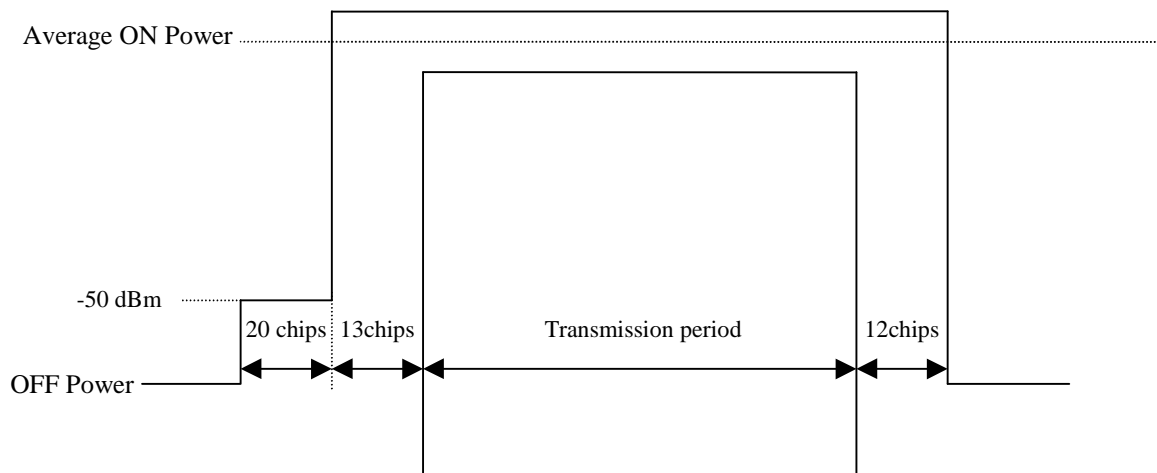 Average ON Power
-50 dBm
20 chips 13chips Transmission period 12chips
OFF Power